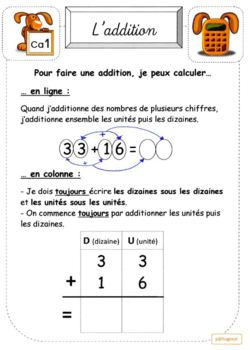 Ca1
L'addition
Pour faire une addition, je peux calculer…
… en ligne :
Quand j'additionne des nombres de plusieurs chiffres,
j'additionne ensemble les unités puis les dizaines.
+
33+16=
+
… en colonne :
- Je dois toujours écrire les dizaines sous les dizaines
et les unités sous les unités.
- On commence toujours par additionner les unités puis
les dizaines.
D (dizaine) U (unité)
3 3
+ 1 6
=